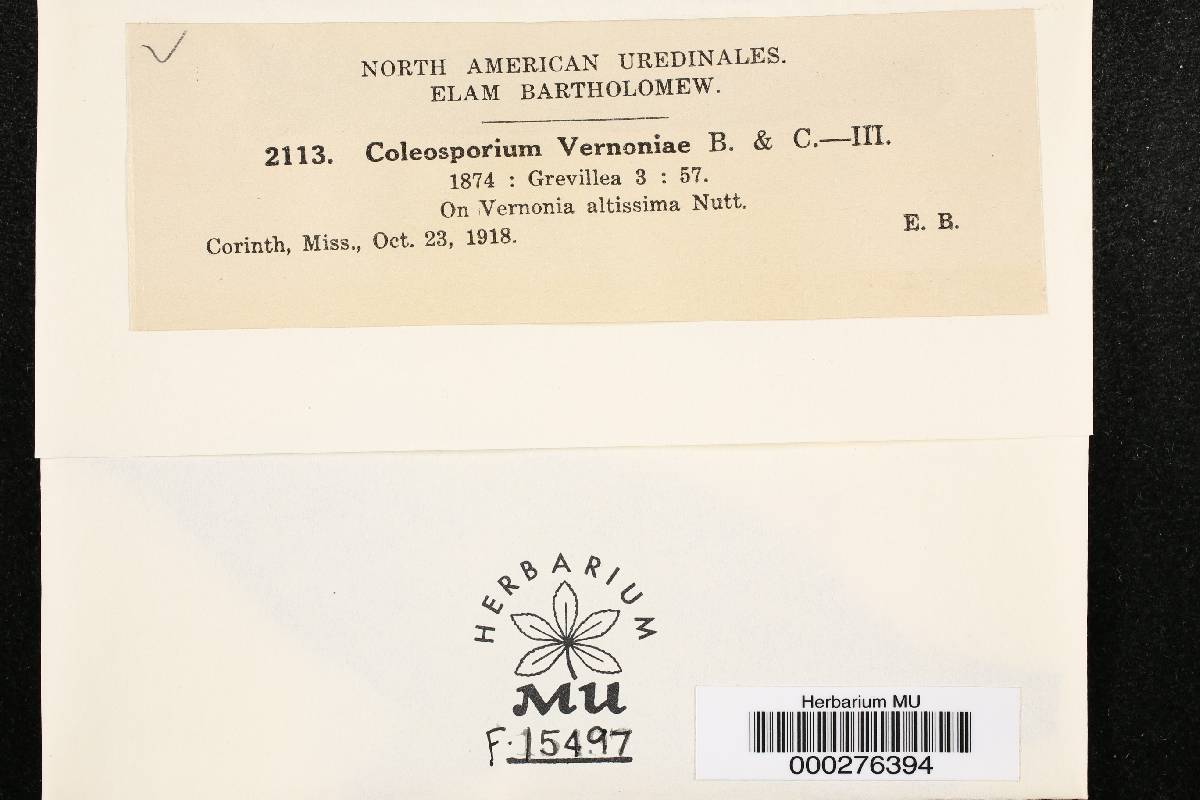 NORTH AMERICAN UREDINALES.
ELAM BARTHOLOMEW.
2113. Coleosporium Vernoniae B. & C.—III.
1874 : Grevillea 3 : 57.
On Vernonia altissima Nutt.
Corinth, Miss., Oct. 23, 1918. E. B.
HERBARIUM
MU
F. 15497
Herbarium MU
000276394